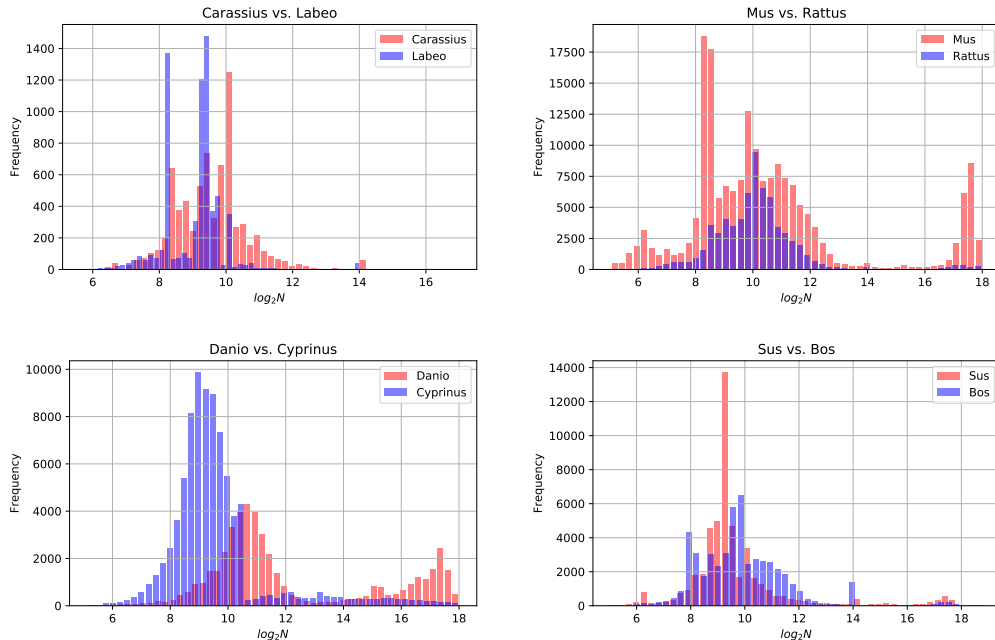 Carassius vs. Labeo
Frequency
1400
1200
1000
800
600
400
200
0
6 8 10 12 14 16
log₂N
Carassius
Labeo
Mus vs. Rattus
Frequency
17500
15000
12500
10000
7500
5000
2500
0
6 8 10 12 14 16 18
log₂N
Mus
Rattus
Danio vs. Cyprinus
Frequency
10000
8000
6000
4000
2000
0
6 8 10 12 14 16 18
log₂N
Danio
Cyprinus
Sus vs. Bos
Frequency
14000
12000
10000
8000
6000
4000
2000
0
6 8 10 12 14 16 18
log₂N
Sus
Bos